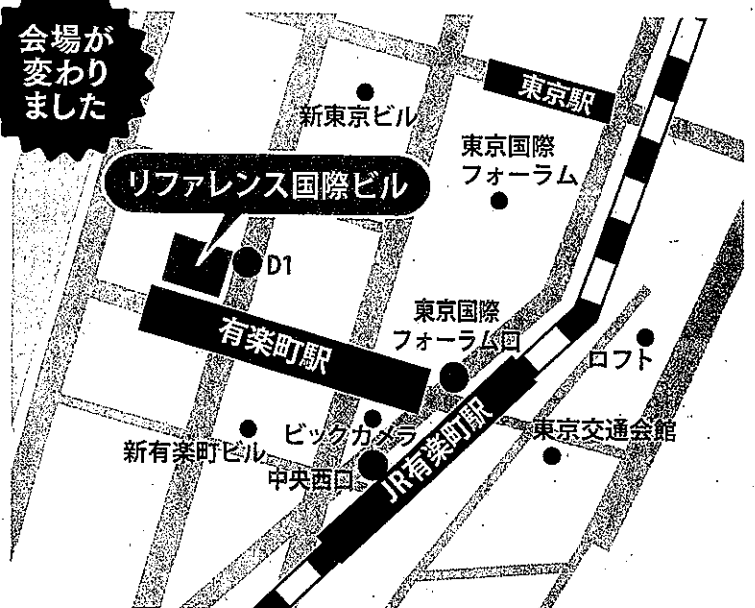 会場が
変わり
ました
東京駅
新東京ビル
東京国際
フォーラム
リファレンス国際ビル
D1
東京国際
フォーラム口
有楽町駅
ロフト
ビックカメラ
新有楽町ビル
東京交通会館
中央西口
JR有楽町駅